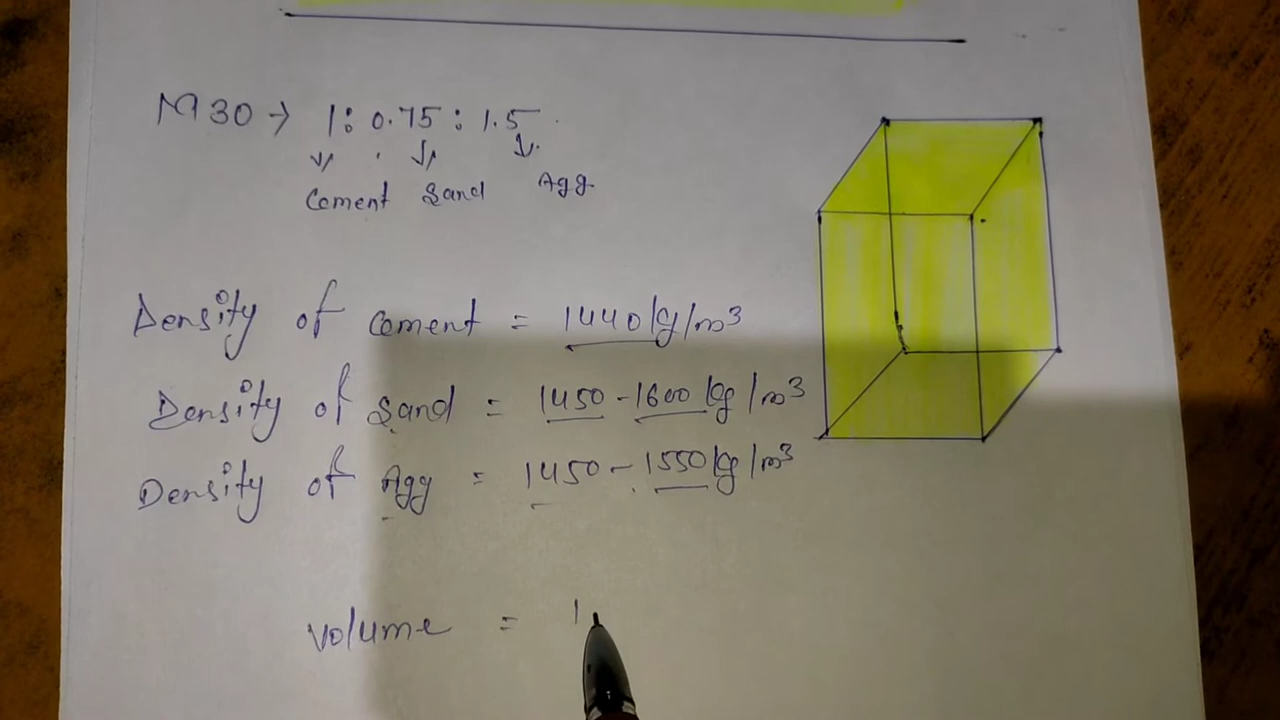 M30 → 1 : 0.75 : 1.5
Cement Sand Agg.
Density of cement = 1440 kg/m³
Density of Sand = 1450 - 1600 kg/m³
Density of Agg = 1450 - 1550 kg/m³
Volume = 1